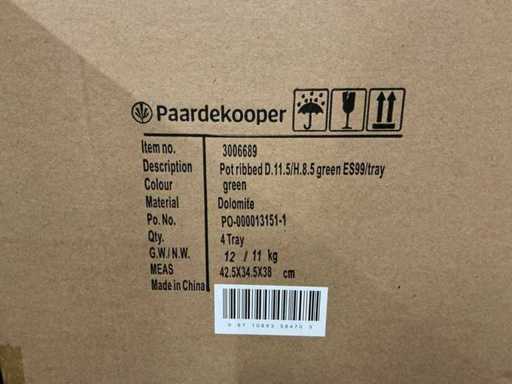 Paardekooper
Item no. 3006689
Description Pot ribbed D.11.5/H.8.5 green ES99/tray
Colour green
Material Dolomite
Po. No. PO-000013151-1
Qty. 4 Tray
G.W./N.W. 12 / 11 kg
MEAS 42.5X34.5X38 cm
Made in China